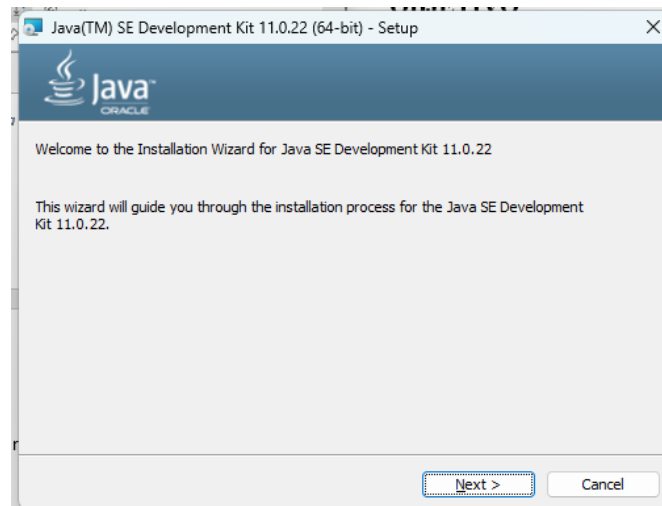 Java(TM) SE Development Kit 11.0.22 (64-bit) - Setup
Java™
ORACLE
Welcome to the Installation Wizard for Java SE Development Kit 11.0.22
This wizard will guide you through the installation process for the Java SE Development
Kit 11.0.22.
Next >
Cancel